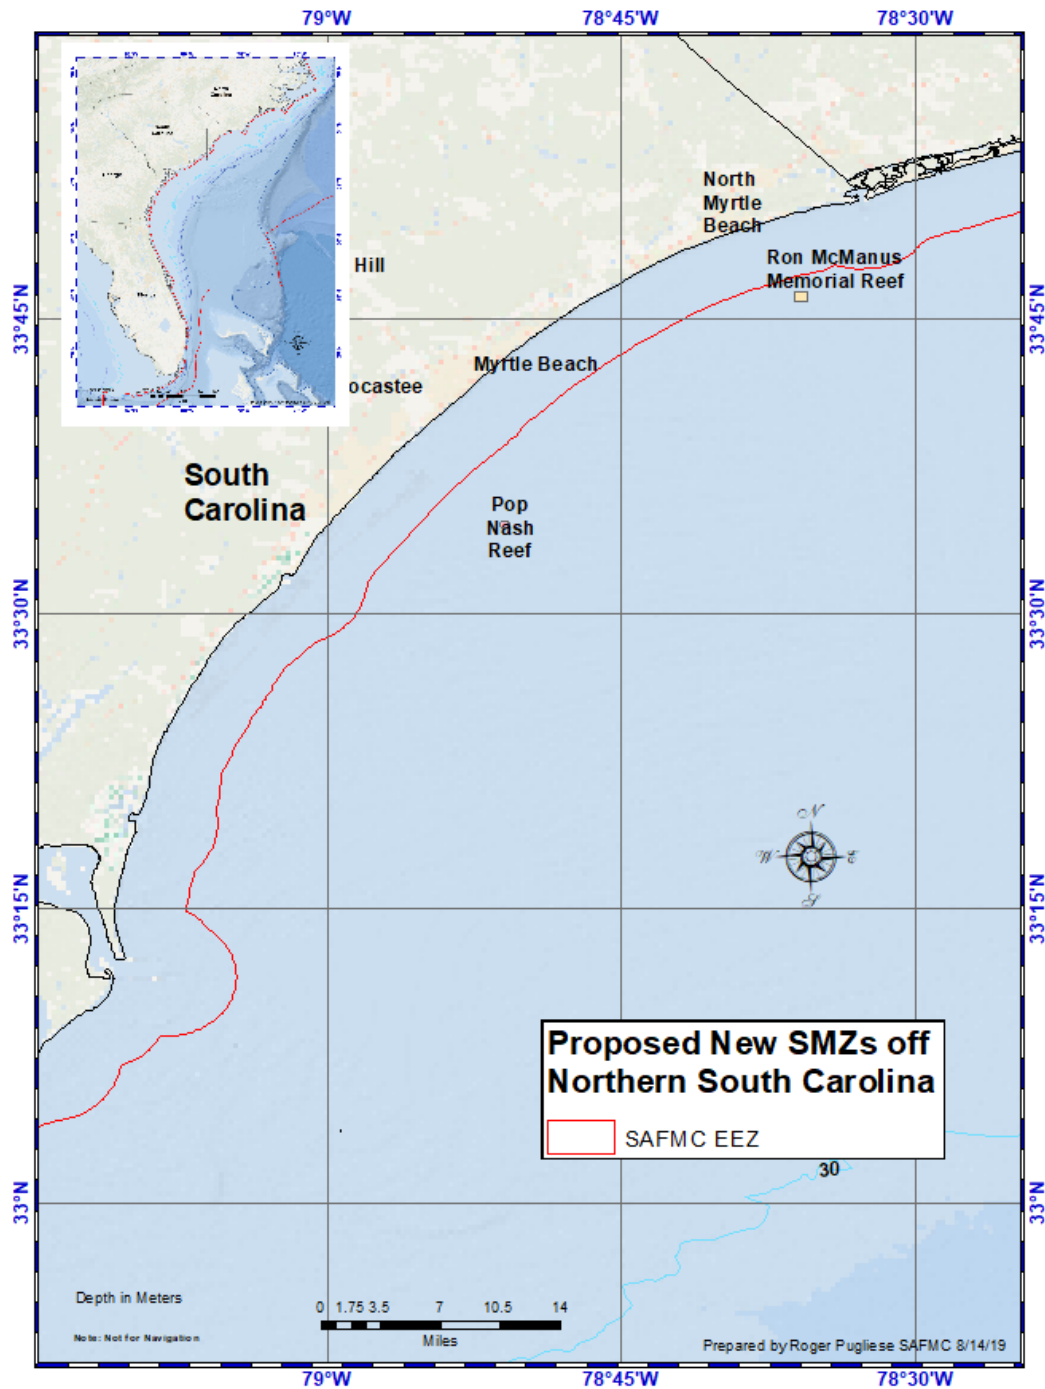 79°W
78°45'W
78°30'W
North
Carolina
North
Myrtle
Beach
Hill
Ron McManus
Memorial Reef
33°45'N
33°45'N
Myrtle Beach
ocastee
South
Carolina
Pop
Nash
Reef
33°30'N
33°30'N
N
W
E
S
33°15'N
33°15'N
Proposed New SMZs off
Northern South Carolina
SAFMC EEZ
30
33°N
33°N
Depth in Meters
Note: Not for Navigation
0 1.75 3.5 7 10.5 14
Miles
Prepared by Roger Pugliese SAFMC 8/14/19
79°W
78°45'W
78°30'W